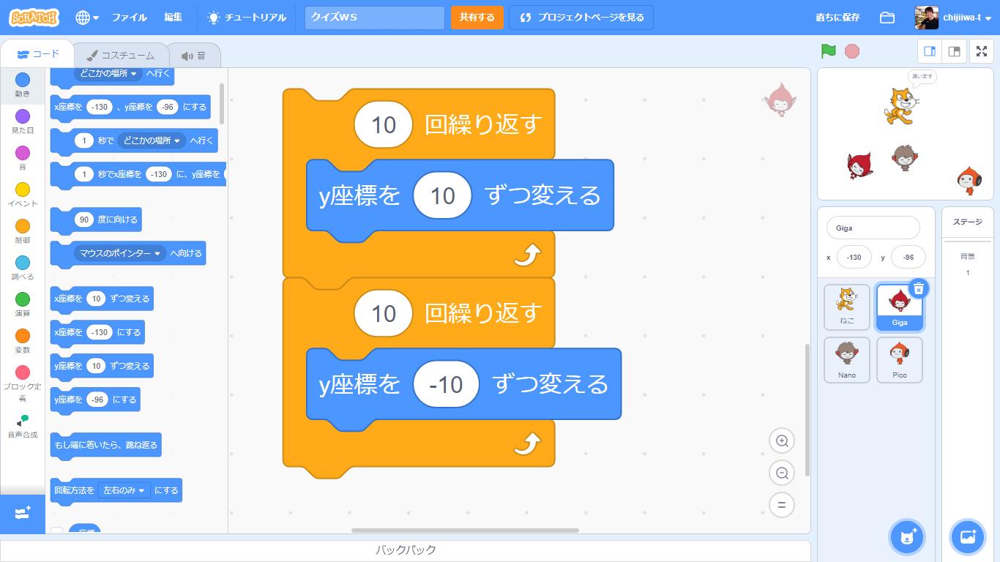 SCRATCH
ファイル
編集
チュートリアル
クイズWS
共有する
プロジェクトページを見る
直ちに保存
chijiiwa-t
コード
コスチューム
音
動き
見た目
音
イベント
制御
調べる
演算
変数
ブロック定
義
音声合成
どこかの場所 へ行く
x座標を -130 、y座標を -96 にする
1 秒で どこかの場所 へ行く
1 秒でx座標を -130 に、y座標を
90 度に向ける
マウスのポインター へ向ける
x座標を 10 ずつ変える
x座標を -130 にする
y座標を 10 ずつ変える
y座標を -96 にする
もし端に着いたら、跳ね返る
回転方法を 左右のみ にする
10 回繰り返す
y座標を 10 ずつ変える
10 回繰り返す
y座標を -10 ずつ変える
違います
Giga
x -130 y -96
ねこ
Giga
Nano
Pico
ステージ
背景
1
バックパック